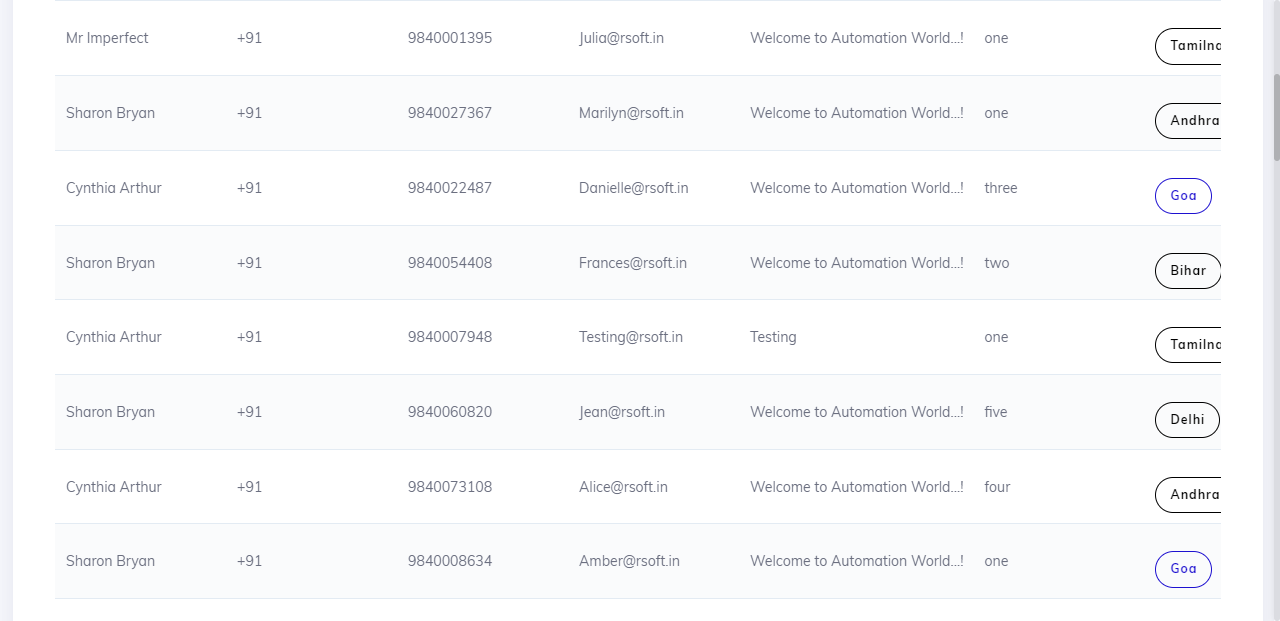 Mr Imperfect +91 9840001395 Julia@rsoft.in Welcome to Automation World...! one Tamilna
Sharon Bryan +91 9840027367 Marilyn@rsoft.in Welcome to Automation World...! one Andhra
Cynthia Arthur +91 9840022487 Danielle@rsoft.in Welcome to Automation World...! three Goa
Sharon Bryan +91 9840054408 Frances@rsoft.in Welcome to Automation World...! two Bihar
Cynthia Arthur +91 9840007948 Testing@rsoft.in Testing one Tamilna
Sharon Bryan +91 9840060820 Jean@rsoft.in Welcome to Automation World...! five Delhi
Cynthia Arthur +91 9840073108 Alice@rsoft.in Welcome to Automation World...! four Andhra
Sharon Bryan +91 9840008634 Amber@rsoft.in Welcome to Automation World...! one Goa